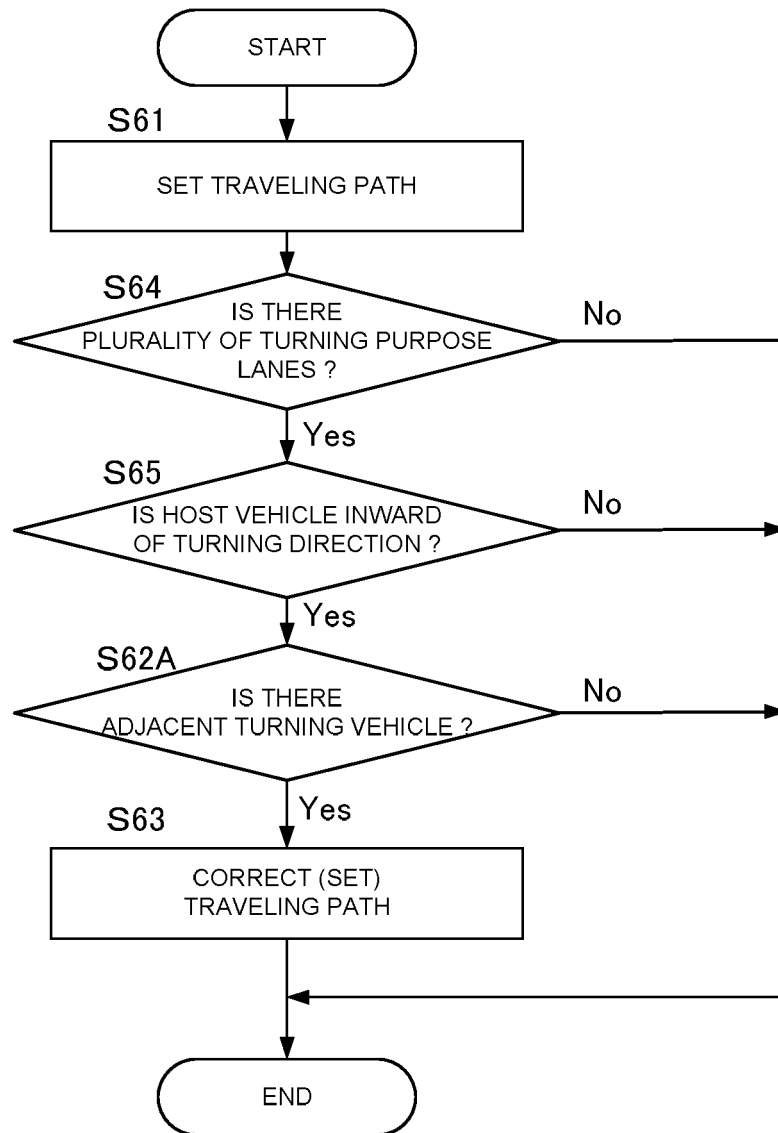 START
S61
SET TRAVELING PATH
S64
IS THERE
PLURALITY OF TURNING PURPOSE
LANES ?
No
Yes
S65
IS HOST VEHICLE INWARD
OF TURNING DIRECTION ?
No
Yes
S62A
IS THERE
ADJACENT TURNING VEHICLE ?
No
Yes
S63
CORRECT (SET)
TRAVELING PATH
END